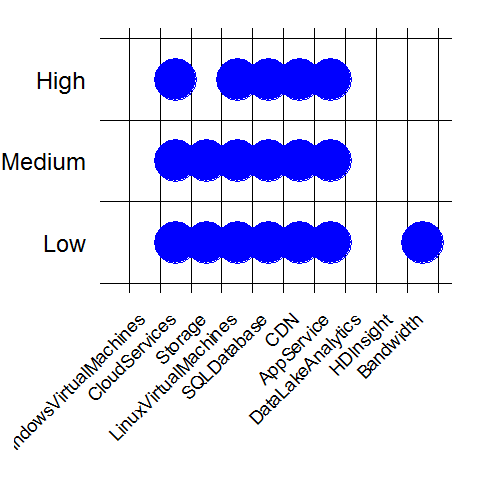 High
Medium
Low
ndowsVirtualMachines
CloudServices
Storage
LinuxVirtualMachines
SQLDatabase
CDN
AppService
DataLakeAnalytics
HDInsight
Bandwidth